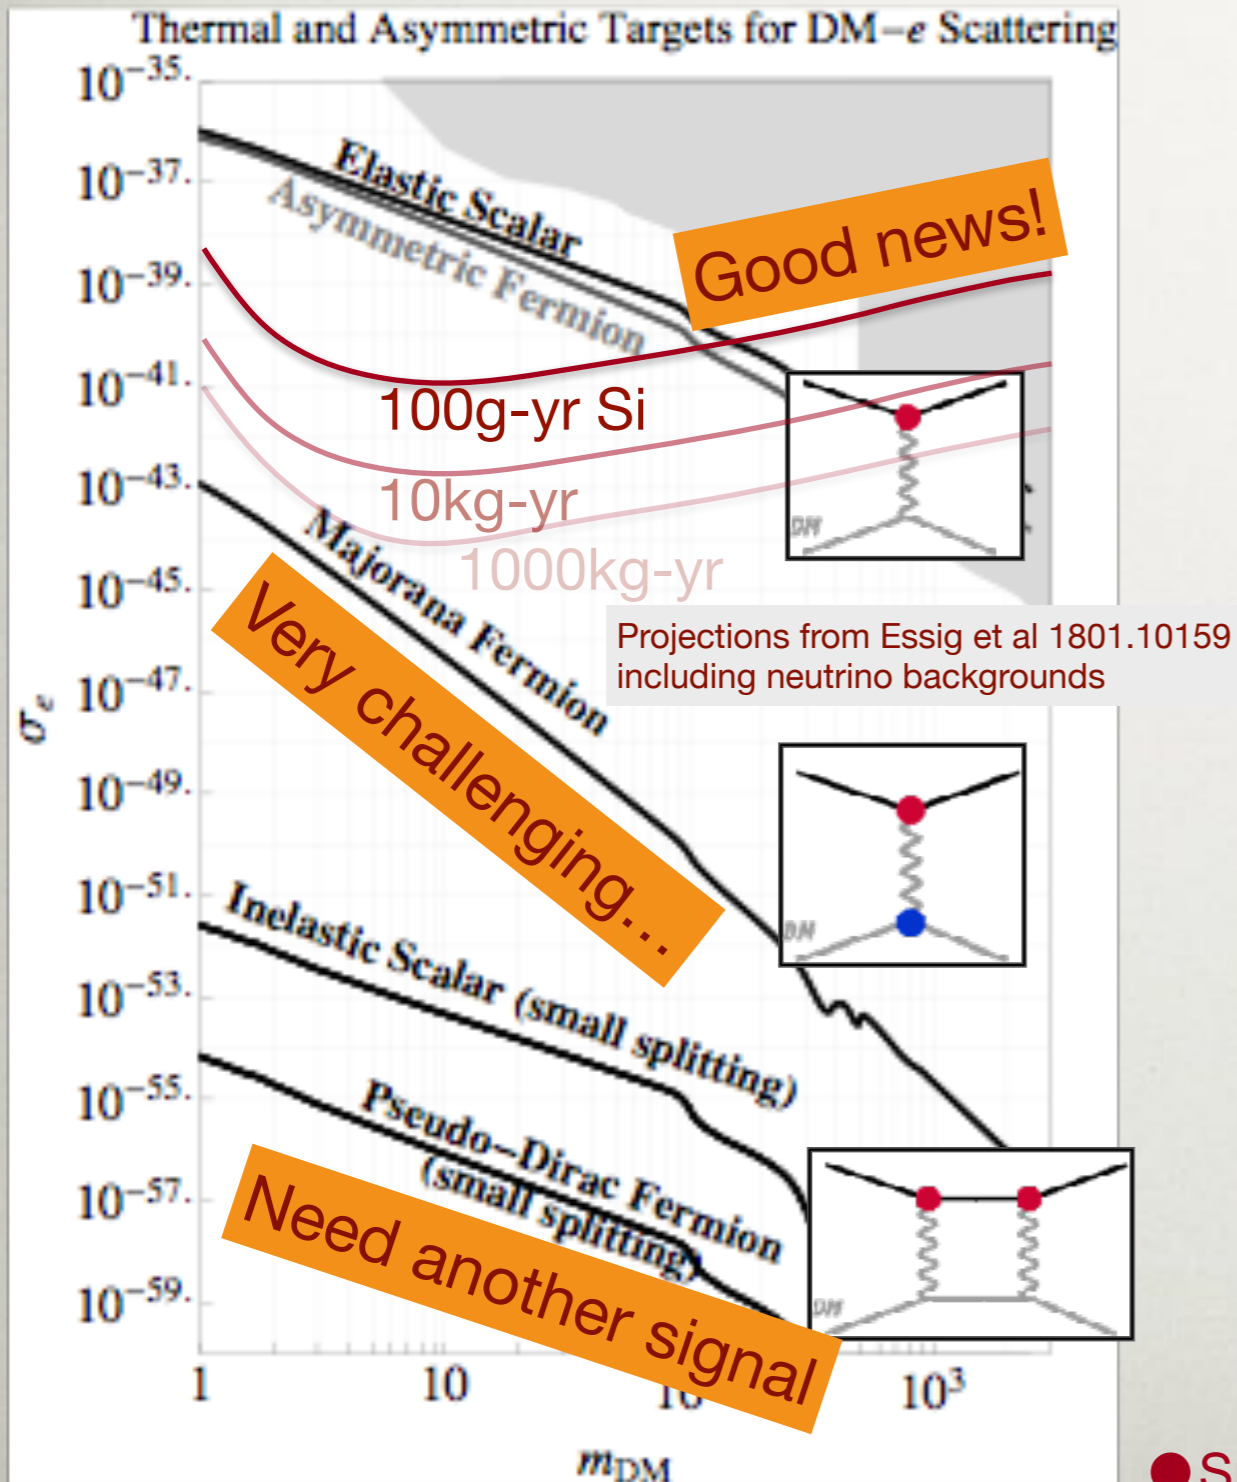 Thermal and Asymmetric Targets for DM−e Scattering
10−35.
10−37.
10−39.
10−41.
10−43.
10−45.
10−47.
10−49.
10−51.
10−53.
10−55.
10−57.
10−59.
σe
Elastic Scalar
Asymmetric Fermion
Good news!
100g-yr Si
10kg-yr
1000kg-yr
DM
Majorana Fermion
Projections from Essig et al 1801.10159
including neutrino backgrounds
Very challenging...
DM
Inelastic Scalar (small splitting)
Pseudo−Dirac Fermion
(small splitting)
DM
Need another signal
1
10
10³
mDM
S